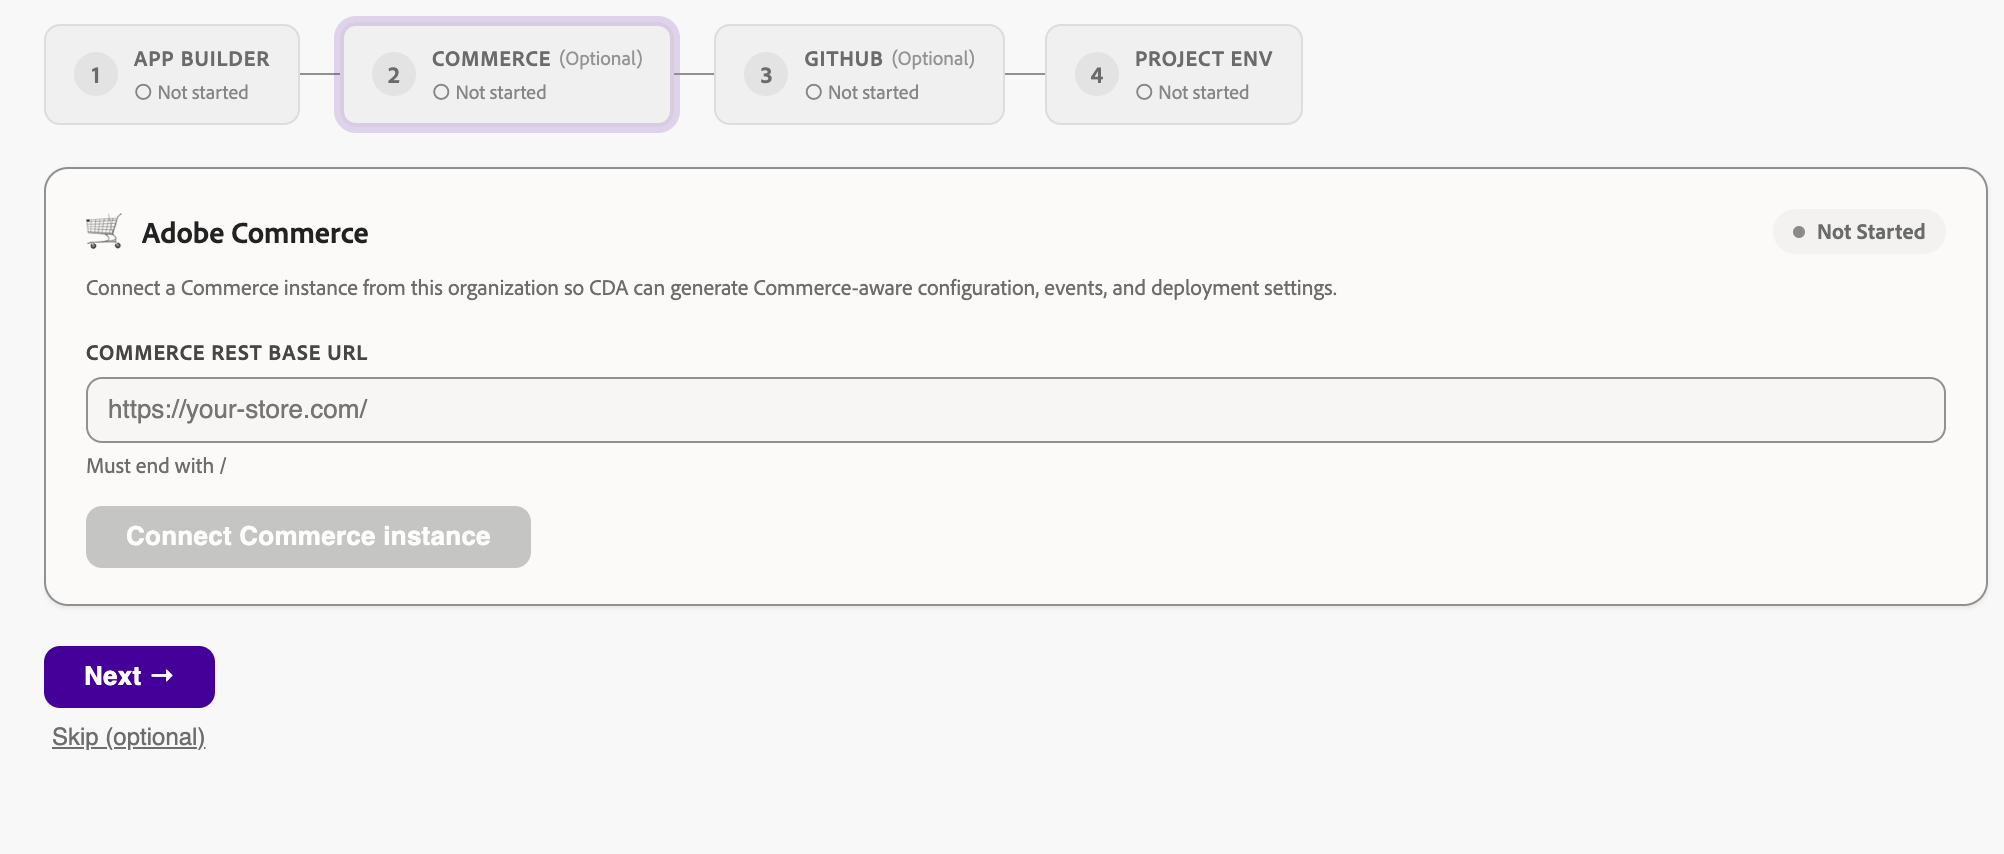 1 APP BUILDER
○ Not started
2 COMMERCE (Optional)
○ Not started
3 GITHUB (Optional)
○ Not started
4 PROJECT ENV
○ Not started
Adobe Commerce
● Not Started
Connect a Commerce instance from this organization so CDA can generate Commerce-aware configuration, events, and deployment settings.
COMMERCE REST BASE URL
https://your-store.com/
Must end with /
Connect Commerce instance
Next →
Skip (optional)